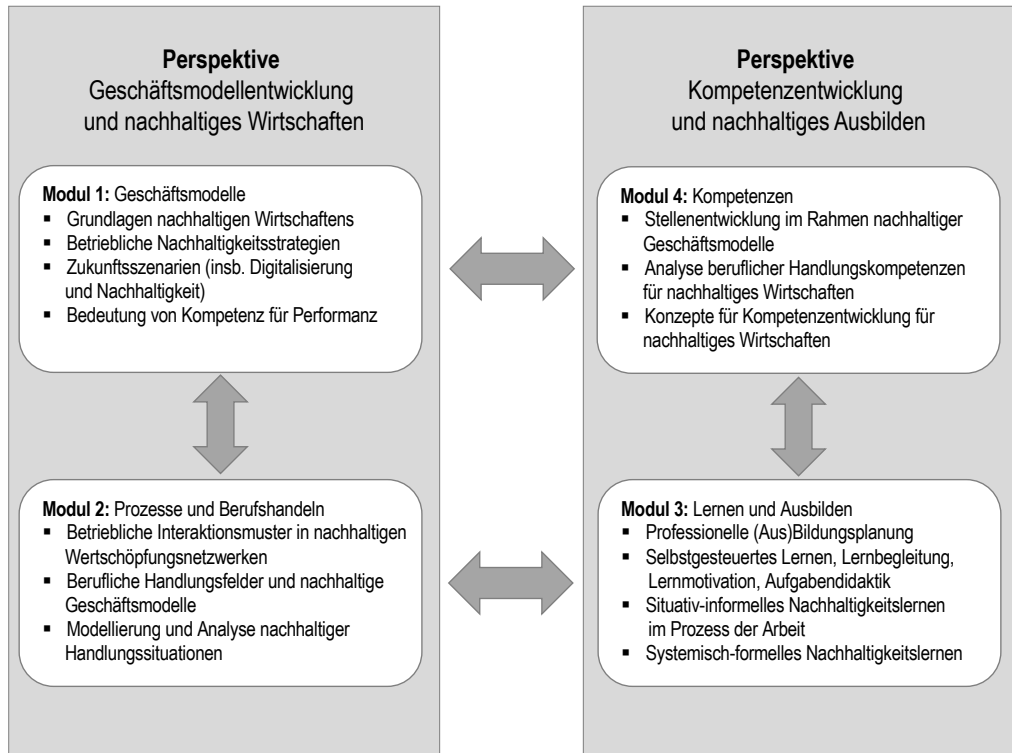 Perspektive
Geschäftsmodellentwicklung
und nachhaltiges Wirtschaften
Modul 1: Geschäftsmodelle
▪ Grundlagen nachhaltigen Wirtschaftens
▪ Betriebliche Nachhaltigkeitsstrategien
▪ Zukunftsszenarien (insb. Digitalisierung
und Nachhaltigkeit)
▪ Bedeutung von Kompetenz für Performanz
Modul 2: Prozesse und Berufshandeln
▪ Betriebliche Interaktionsmuster in nachhaltigen
Wertschöpfungsnetzwerken
▪ Berufliche Handlungsfelder und nachhaltige
Geschäftsmodelle
▪ Modellierung und Analyse nachhaltiger
Handlungssituationen
Perspektive
Kompetenzentwicklung
und nachhaltiges Ausbilden
Modul 4: Kompetenzen
▪ Stellenentwicklung im Rahmen nachhaltiger
Geschäftsmodelle
▪ Analyse beruflicher Handlungskompetenzen
für nachhaltiges Wirtschaften
▪ Konzepte für Kompetenzentwicklung für
nachhaltiges Wirtschaften
Modul 3: Lernen und Ausbilden
▪ Professionelle (Aus)Bildungsplanung
▪ Selbstgesteuertes Lernen, Lernbegleitung,
Lernmotivation, Aufgabendidaktik
▪ Situativ-informelles Nachhaltigkeitslernen
im Prozess der Arbeit
▪ Systemisch-formelles Nachhaltigkeitslernen